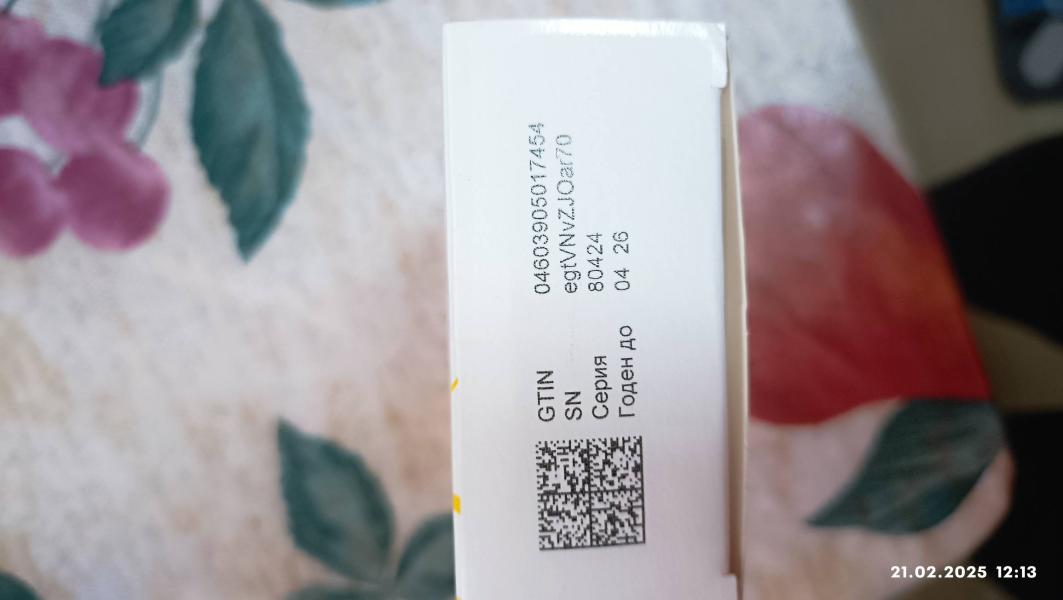 GTIN 04603905017454
SN egtVNvZJOar70
Серия 80424
Годен до 04 26
21.02.2025 12:13